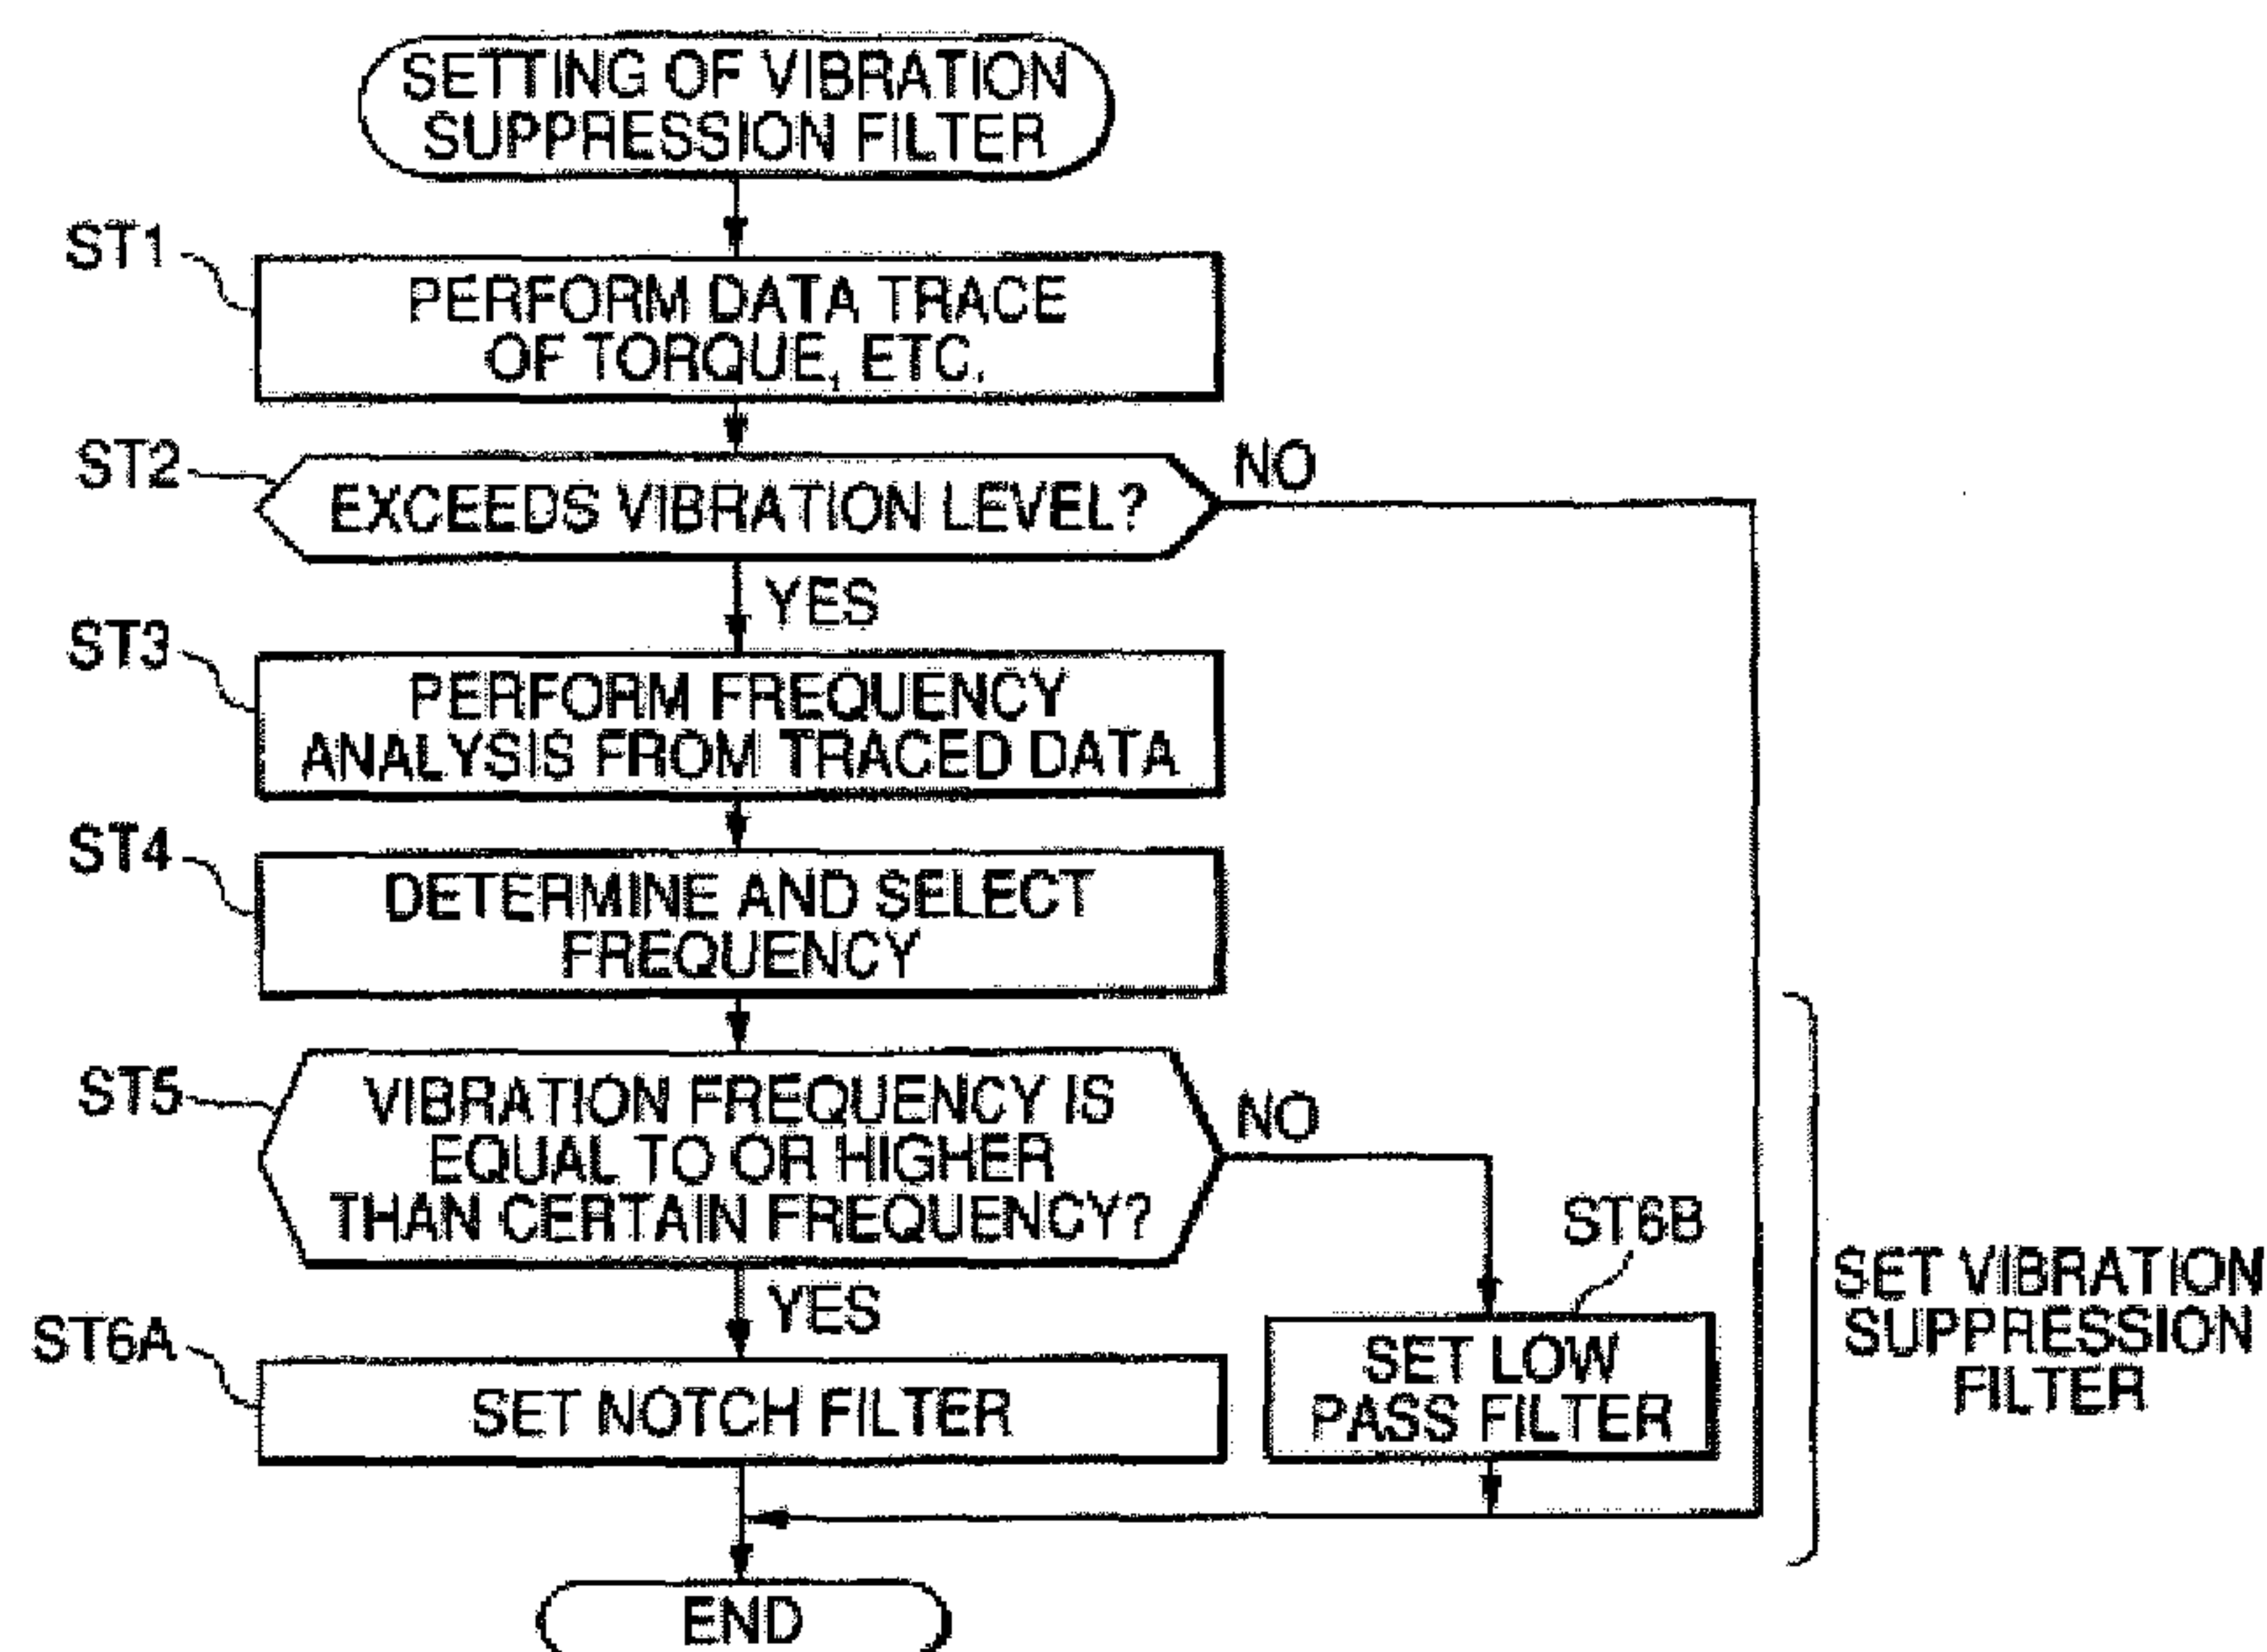 SETTING OF VIBRATION
SUPPRESSION FILTER
ST1
PERFORM DATA TRACE
OF TORQUE, ETC.
ST2
EXCEEDS VIBRATION LEVEL?
NO
YES
ST3
PERFORM FREQUENCY
ANALYSIS FROM TRACED DATA
ST4
DETERMINE AND SELECT
FREQUENCY
ST5
VIBRATION FREQUENCY IS
EQUAL TO OR HIGHER
THAN CERTAIN FREQUENCY?
NO
YES
ST6A
SET NOTCH FILTER
ST6B
SET LOW
PASS FILTER
SET VIBRATION
SUPPRESSION
FILTER
END